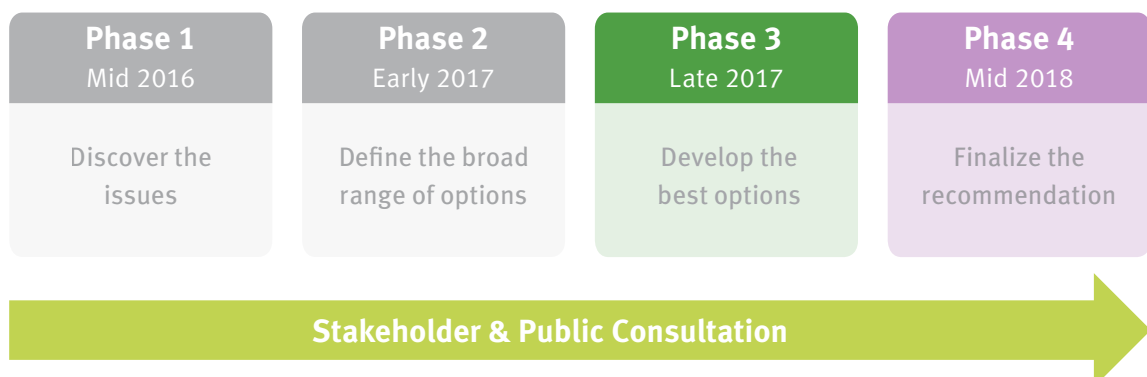 Phase 1
Mid 2016
Discover the
issues
Phase 2
Early 2017
Define the broad
range of options
Phase 3
Late 2017
Develop the
best options
Phase 4
Mid 2018
Finalize the
recommendation
Stakeholder & Public Consultation